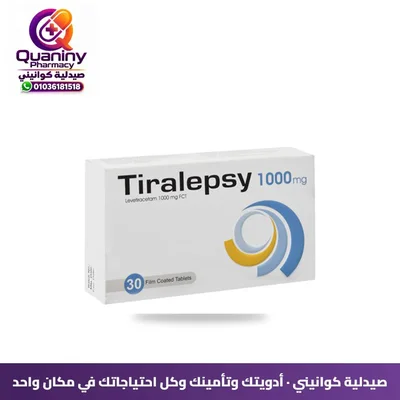 Quaniny
Pharmacy
صيدلية كوانيني
01036181518
Tiralepsy 1000mg
Levetiracetam 1000 mg FCT
30 Film Coated Tablets
صيدلية كوانيني · أدويتك وتأمينك وكل احتياجاتك في مكان واحد